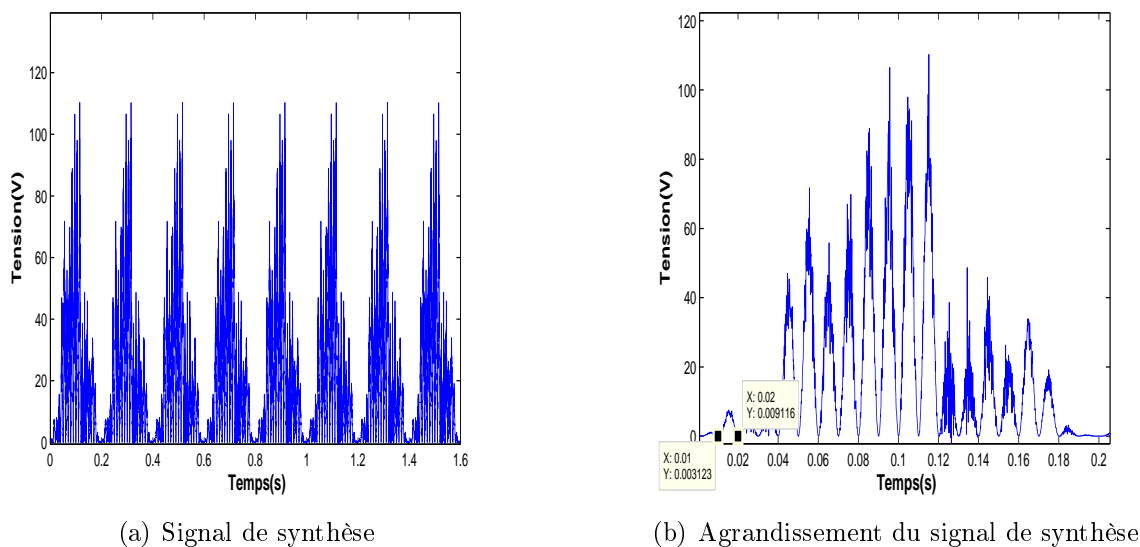 120
100
80
60
40
20
0
Tension(V)
0 0.2 0.4 0.6 0.8 1 1.2 1.4 1.6
Temps(s)
(a) Signal de synthèse
120
100
80
60
40
20
0
Tension(V)
X: 0.02
Y: 0.009116
X: 0.01
Y: 0.003123
0.02 0.04 0.06 0.08 0.1 0.12 0.14 0.16 0.18 0.2
Temps(s)
(b) Agrandissement du signal de synthèse